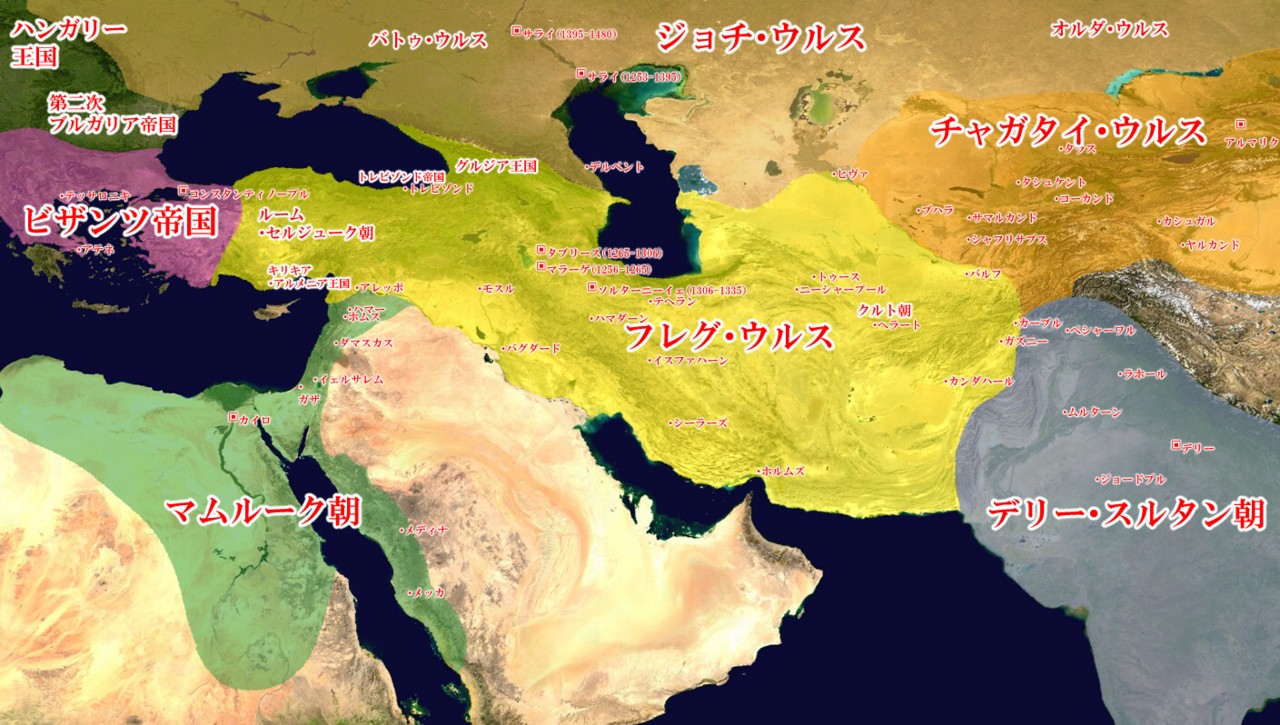 ハンガリー
王国
バトゥ・ウルス
サライ(1395-1480)
ジョチ・ウルス
オルダ・ウルス
サライ(1253-1395)
第二次
ブルガリア帝国
チャガタイ・ウルス
・タラス
アルマリク
グルジア王国
・デルベント
トレビゾンド帝国
・トレビゾンド
・ヒヴァ
・タシュケント
・コーカンド
・テッサロニキ
コンスタンティノープル
ビザンツ帝国
・アテネ
ルーム
・セルジューク朝
・ブハラ
・サマルカンド
・カシュガル
・シャフリサブス
・ヤルカンド
タブリーズ(1265-1306)
マラーゲ(1256-1265)
キリキア
・アルメニア王国
・アレッポ
・モスル
ソルターニーイェ(1306-1335)
・テヘラン
・トゥース
・ニーシャープール
・バルフ
・ハマー
・ホムス
・ハマダーン
クルト朝
・ヘラート
・カーブル
・ペシャーワル
・ガズニー
フレグ・ウルス
・ダマスカス
・バグダード
・イスファハーン
・イェルサレム
・ガザ
・カンダハール
・ラホール
カイロ
・シーラーズ
・ムルターン
デリー
・ホルムズ
・ジョードプル
マムルーク朝
デリー・スルタン朝
・メディナ
・メッカ